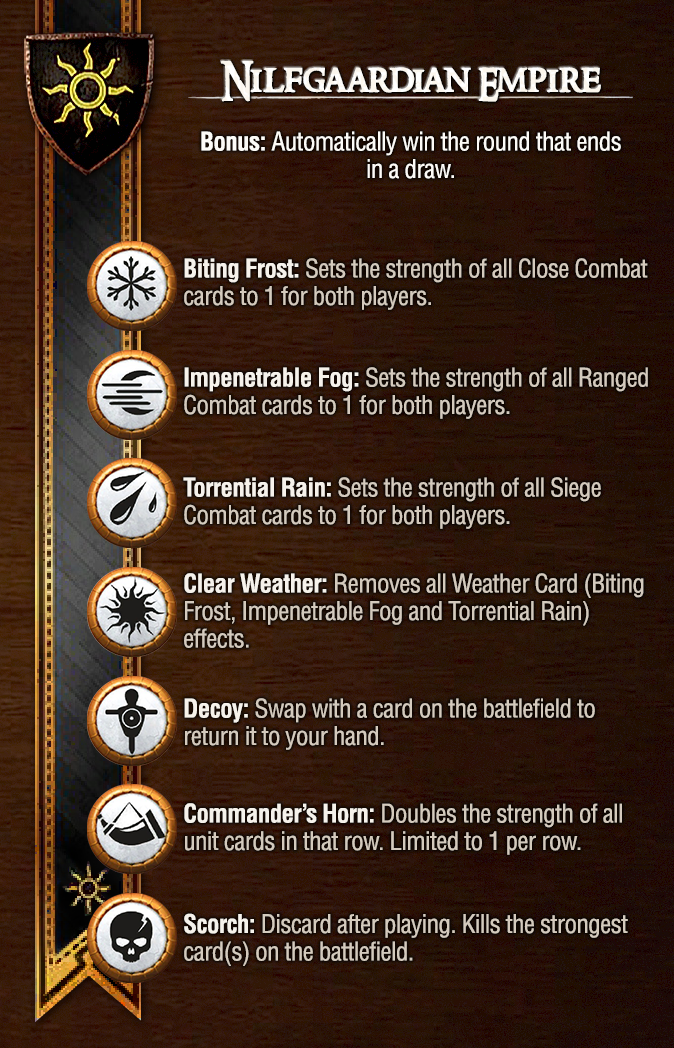 NILFGAARDIAN EMPIRE
Bonus: Automatically win the round that ends
in a draw.
Biting Frost: Sets the strength of all Close Combat
cards to 1 for both players.
Impenetrable Fog: Sets the strength of all Ranged
Combat cards to 1 for both players.
Torrential Rain: Sets the strength of all Siege
Combat cards to 1 for both players.
Clear Weather: Removes all Weather Card (Biting
Frost, Impenetrable Fog and Torrential Rain)
effects.
Decoy: Swap with a card on the battlefield to
return it to your hand.
Commander’s Horn: Doubles the strength of all
unit cards in that row. Limited to 1 per row.
Scorch: Discard after playing. Kills the strongest
card(s) on the battlefield.